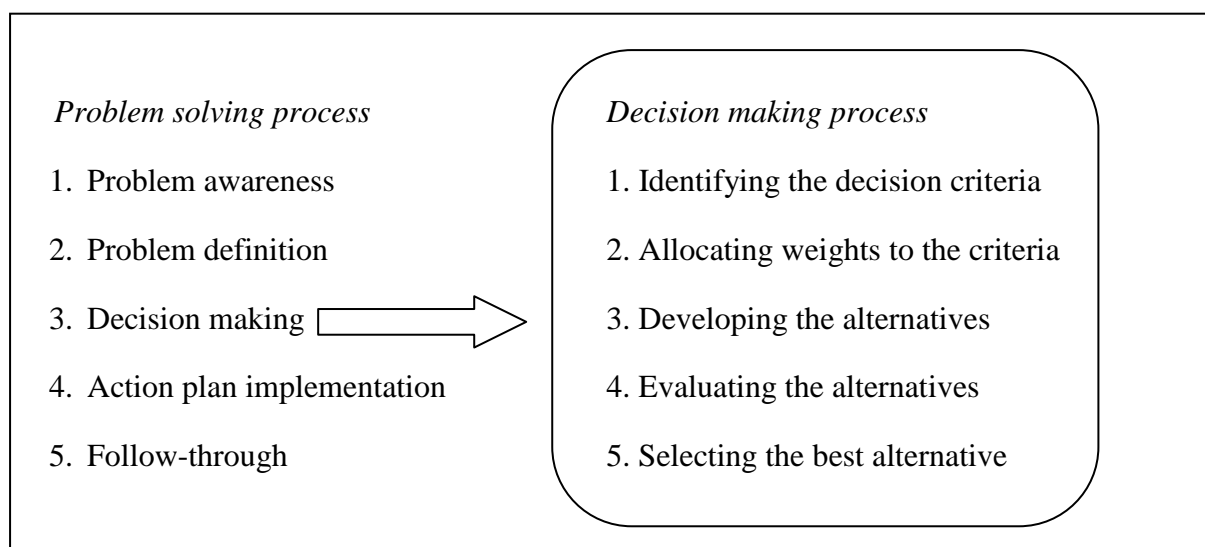 Problem solving process
1. Problem awareness
2. Problem definition
3. Decision making
4. Action plan implementation
5. Follow-through
Decision making process
1. Identifying the decision criteria
2. Allocating weights to the criteria
3. Developing the alternatives
4. Evaluating the alternatives
5. Selecting the best alternative